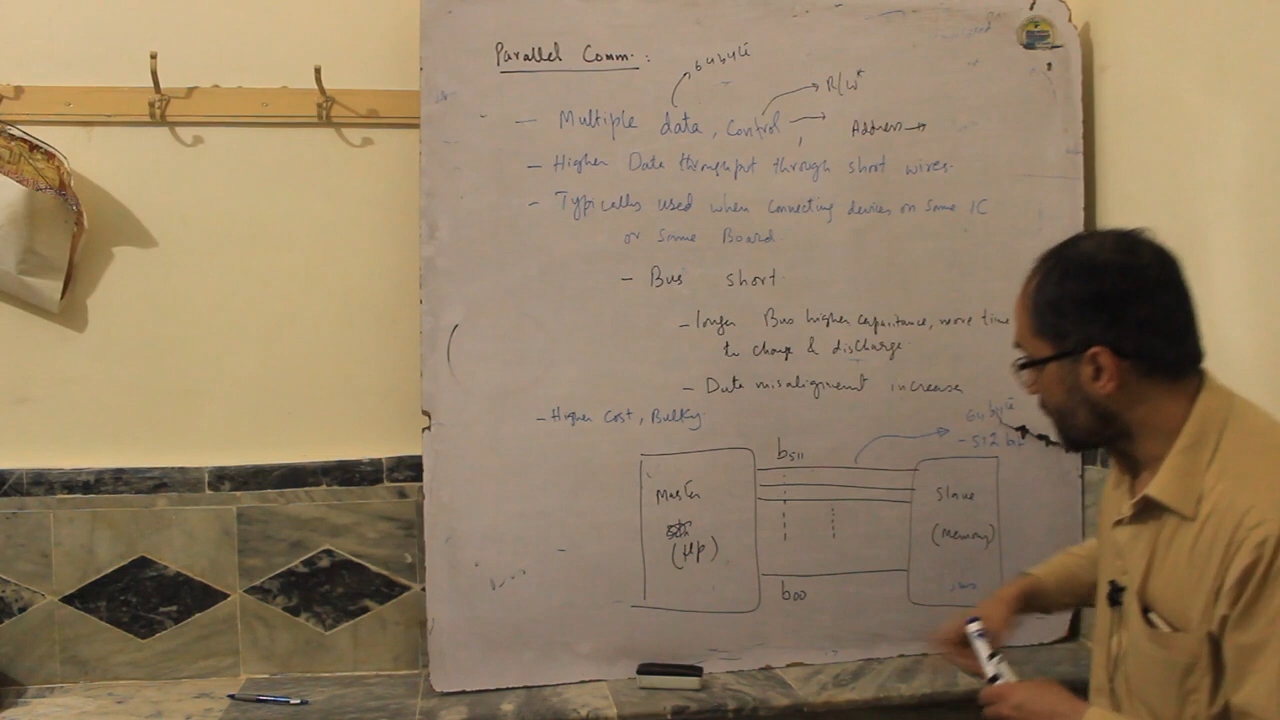 Parallel Comm. :
64 byte
R/W*
- Multiple data, Control → Address →
- Higher Data throughput through short wires.
- Typically used when connecting devices on same IC
or same Board
- Bus short.
- longer Bus higher capacitance, more time
to charge & discharge.
- Data misalignment increase
- Higher Cost, Bulky.
64 byte
- 512 bi
b511
Master
(μp)
Slave
(Memory)
b00